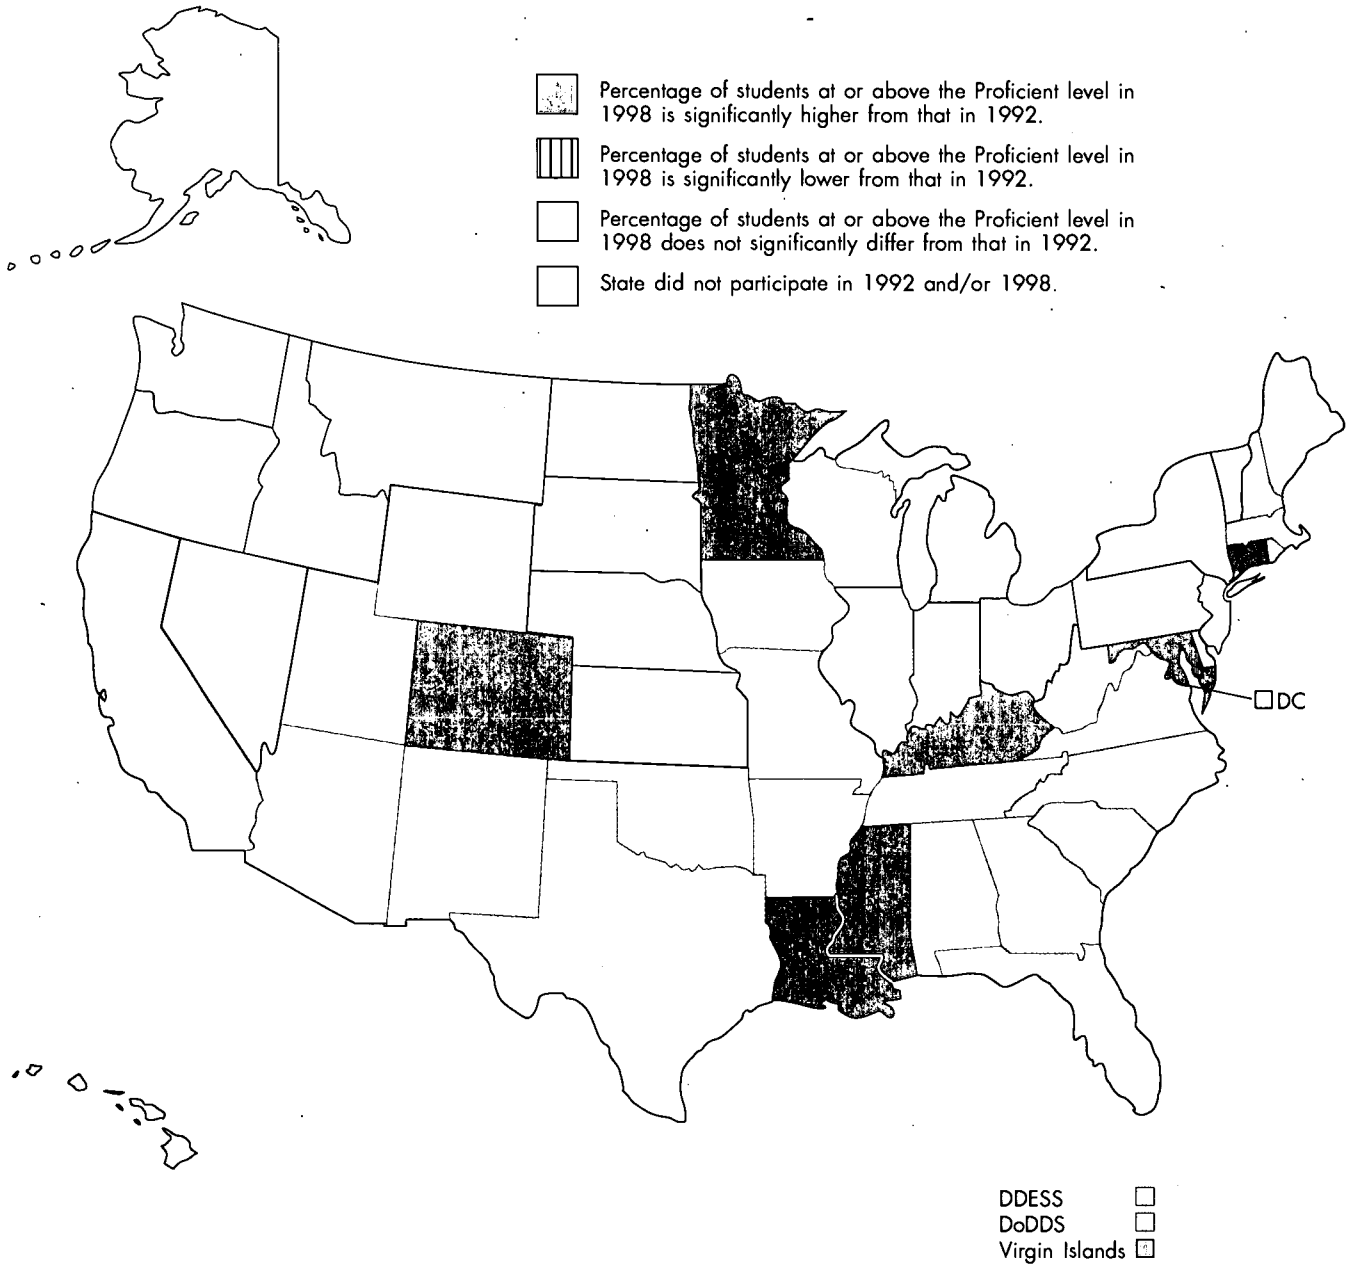 Percentage of students at or above the Proficient level in
1998 is significantly higher from that in 1992.
Percentage of students at or above the Proficient level in
1998 is significantly lower from that in 1992.
Percentage of students at or above the Proficient level in
1998 does not significantly differ from that in 1992.
State did not participate in 1992 and/or 1998.
DC
DDESS
DoDDS
Virgin Islands